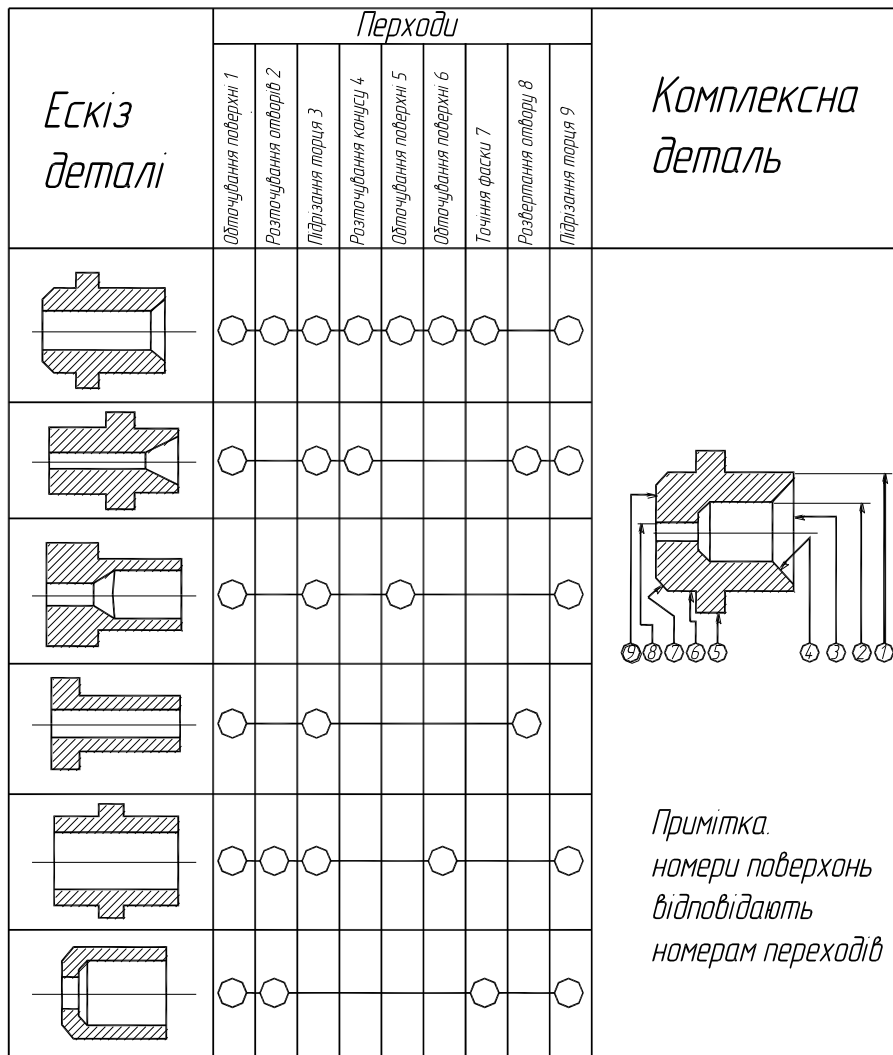 Ескіз
деталі
Перходи
Обточування поверхні 1
Розточування отворів 2
Підрізання торця 3
Розточування конусу 4
Обточування поверхні 5
Обточування поверхні 6
Точіння фаски 7
Розвертання отвору 8
Підрізання торця 9
Комплексна
деталь
9 8 7 6 5 4 3 2 1
Примітка.
номери поверхонь
відповідають
номерам переходів